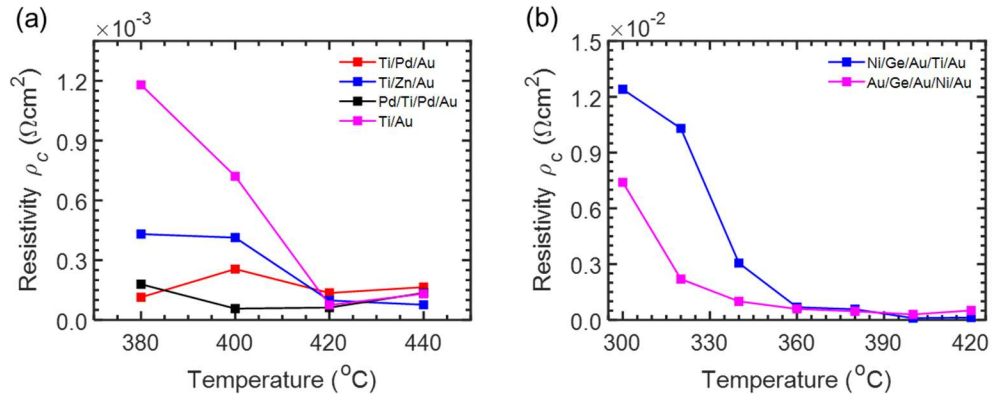 (a)
×10⁻³
Resistivity ρ_c (Ωcm²)
1.2
0.9
0.6
0.3
0.0
Ti/Pd/Au
Ti/Zn/Au
Pd/Ti/Pd/Au
Ti/Au
380 400 420 440
Temperature (°C)
(b)
×10⁻²
Resistivity ρ_c (Ωcm²)
1.5
1.2
0.9
0.6
0.3
0.0
Ni/Ge/Au/Ti/Au
Au/Ge/Au/Ni/Au
300 330 360 390 420
Temperature (°C)